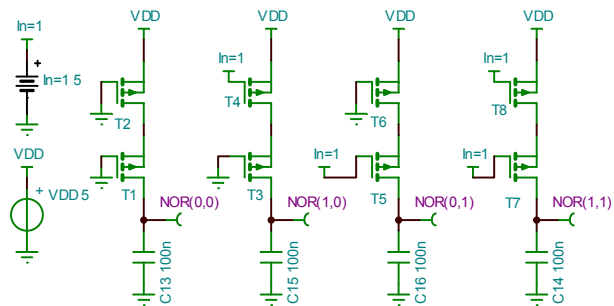 In=1
VDD
VDD
VDD
VDD
+
In=1
In=1
In=1 5
T2
T4
T6
T8
VDD
In=1
In=1
+
VDD 5
T1
T3
T5
T7
NOR(0,0)
NOR(1,0)
NOR(0,1)
NOR(1,1)
C13 100n
C15 100n
C16 100n
C14 100n